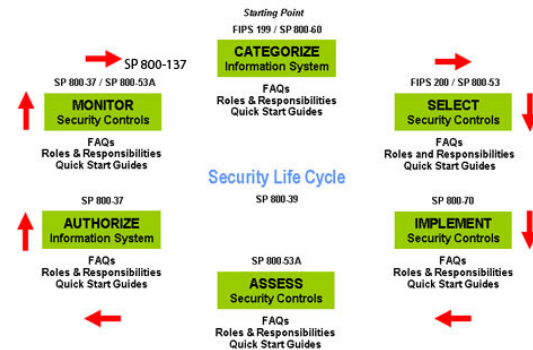 Starting Point
FIPS 199 / SP 800-60
CATEGORIZE
Information System
FAQs
Roles & Responsibilities
Quick Start Guides
SP 800-137
SP 800-37 / SP 800-53A
MONITOR
Security Controls
FAQs
Roles & Responsibilities
Quick Start Guides
FIPS 200 / SP 800-53
SELECT
Security Controls
FAQs
Roles and Responsibilities
Quick Start Guides
Security Life Cycle
SP 800-39
SP 800-37
AUTHORIZE
Information System
FAQs
Roles & Responsibilities
Quick Start Guides
SP 800-70
IMPLEMENT
Security Controls
FAQs
Roles & Responsibilities
Quick Start Guides
SP 800-53A
ASSESS
Security Controls
FAQs
Roles & Responsibilities
Quick Start Guides